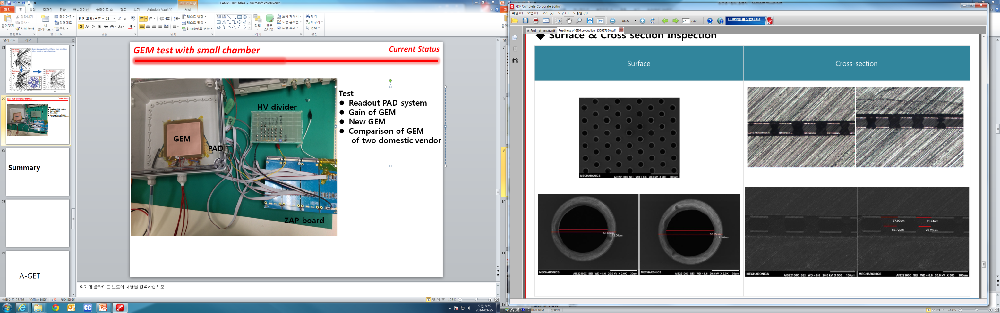 LAMPS TPC hslee - Microsoft PowerPoint
그리기 도구
파일
홈
삽입
디자인
전환
애니메이션
슬라이드 쇼
검토
보기
Autodesk Vault(K)
서식
붙여넣기
잘라내기
복사
서식 복사
클립보드
새 슬라이드
레이아웃
원래대로
구역
슬라이드
맑은 고딕 (본문)
18
글꼴
텍스트 방향
텍스트 맞춤
SmartArt로 변환
단락
정렬
빠른 스타일
도형 채우기
도형 윤곽선
도형 효과
그리기
찾기
바꾸기
선택
편집
슬라이드
개요
24
25
26
Summary
27
28
A-GET
GEM test with small chamber
Current Status
HV divider
GEM
PAD
ZAP board
Test
● Readout PAD system
● Gain of GEM
● New GEM
● Comparison of GEM
of two domestic vendor
여기에 슬라이드 노트의 내용을 입력하십시오
슬라이드 25/36
"Office 테마"
영어(미국)
125%
오전 8:59
2014-03-25
7
8
9
10
11
12
PDF Complete Corporate Edition
파일 (F)
보존 (E)
보기 (V)
도구 (T)
도움말 (H)
181%
27
/ 30
이 PDF를 편집합니까?
E_field__el_circuit.pdf
Readiness of GEM production_130927(r0).pdf
◆ Surface & Cross section Inspection
Surface
Cross-section
MECHARONICS
AIS22100C SEI WD = 8.6 20.0 kV X 200 300um
53.68um
72.06um
MECHARONICS
AIS22100C SEI WD = 8.6 20.0 kV X 2.0K 30um
53.25um
71.89um
MECHARONICS
AIS22100C SEI WD = 8.6 20.0 kV X 2.0K 30um
MECHARONICS
AIS22100C SEI WD = 6.6 20.0 kV X 500 100um
67.99um
61.74um
52.72um
49.26um
MECHARONICS
AIS22100C SEI WD = 6.6 20.0 kV X 500 100um
한국어
131%